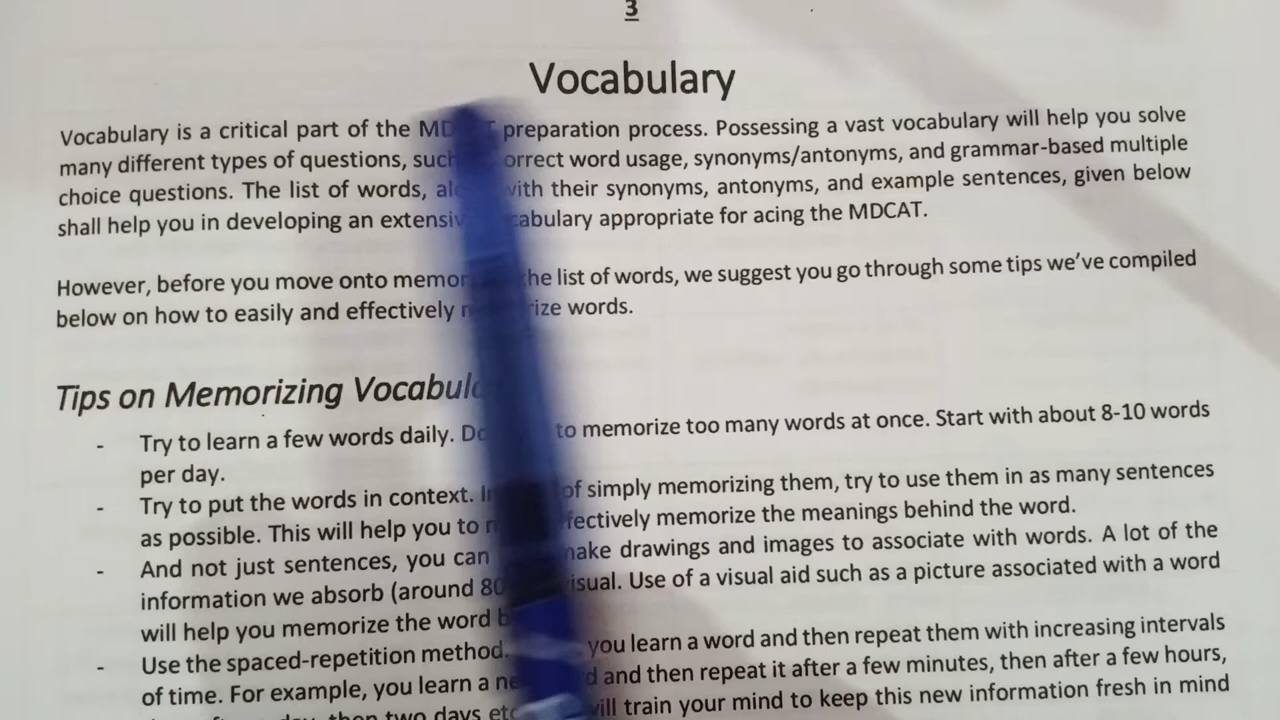 3
Vocabulary
Vocabulary is a critical part of the preparation process. Possessing a vast vocabulary will help you solve
many different types of questions, such correct word usage, synonyms/antonyms, and grammar-based multiple
choice questions. The list of words, with their synonyms, antonyms, and example sentences, given below
shall help you in developing an extensive vocabulary appropriate for acing the MDCAT.
However, before you move onto the list of words, we suggest you go through some tips we've compiled
below on how to easily and effectively words.
Tips on Memorizing Vocabulary
- Try to learn a few words daily. to memorize too many words at once. Start with about 8-10 words
per day.
- Try to put the words in context. of simply memorizing them, try to use them in as many sentences
as possible. This will help you to effectively memorize the meanings behind the word.
- And not just sentences, you can make drawings and images to associate with words. A lot of the
information we absorb (around visual. Use of a visual aid such as a picture associated with a word
will help you memorize the word
- Use the spaced-repetition method. you learn a word and then repeat them with increasing intervals
of time. For example, you learn a and then repeat it after a few minutes, then after a few hours,
then two days will train your mind to keep this new information fresh in mind